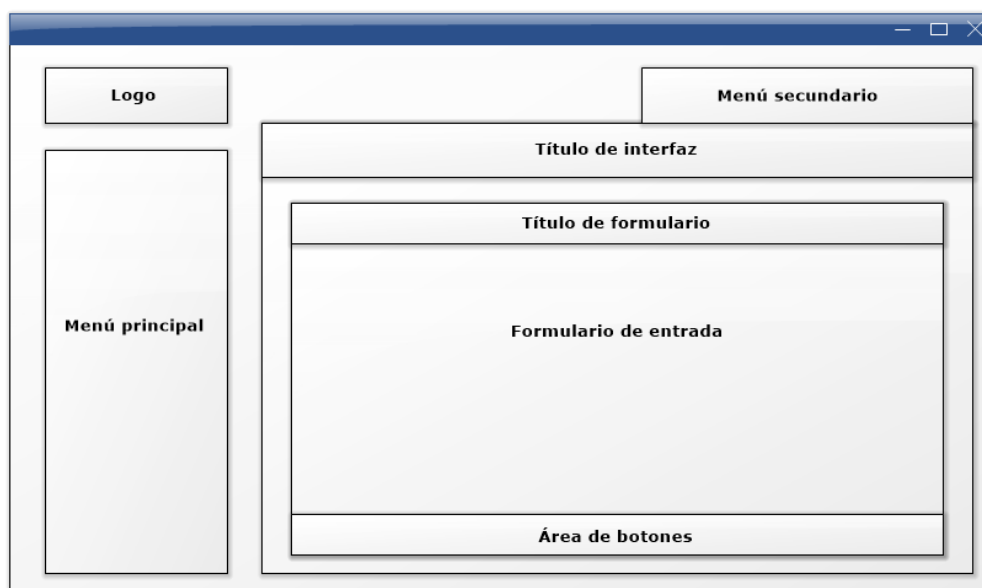 Logo
Menú secundario
Título de interfaz
Título de formulario
Menú principal
Formulario de entrada
Área de botones